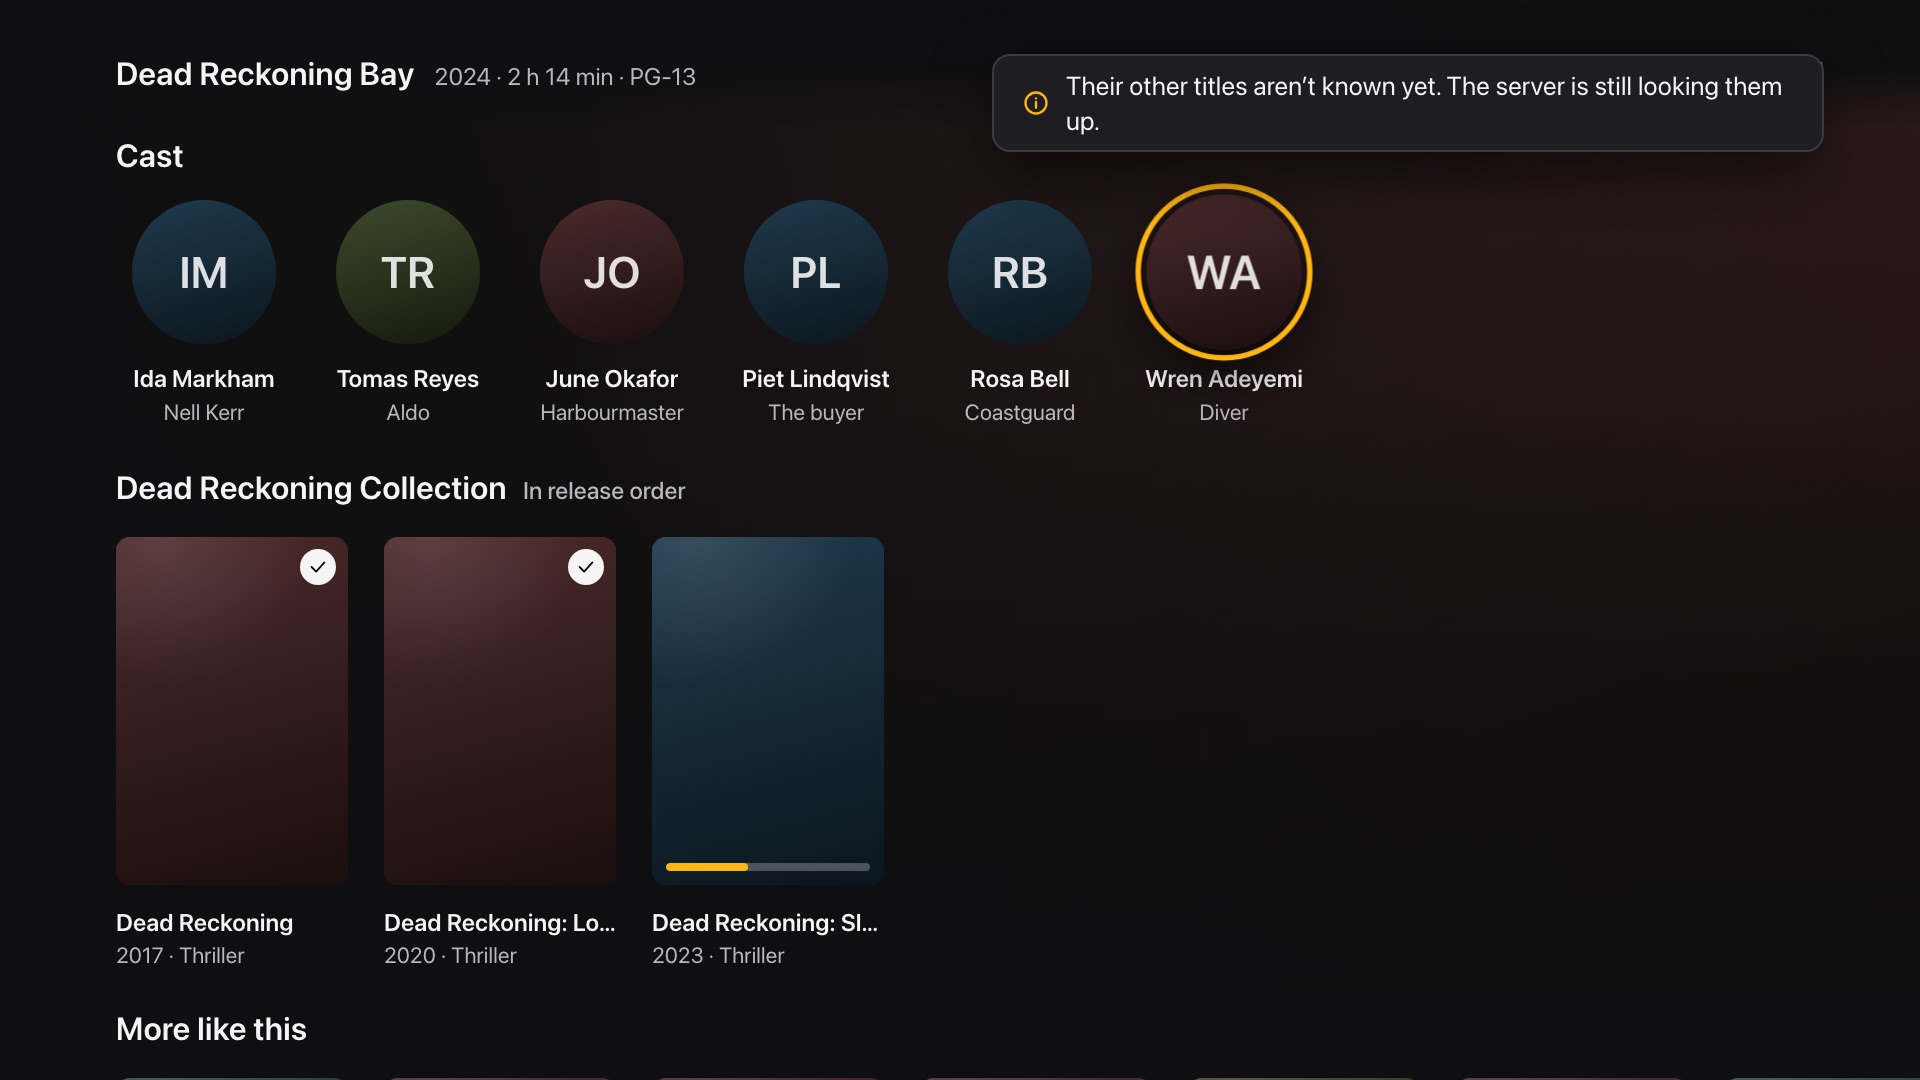 Dead Reckoning Bay 2024 · 2 h 14 min · PG-13
Their other titles aren’t known yet. The server is still looking them
up.
Cast
IM TR JO PL RB WA
Ida Markham Tomas Reyes June Okafor Piet Lindqvist Rosa Bell Wren Adeyemi
Nell Kerr Aldo Harbourmaster The buyer Coastguard Diver
Dead Reckoning Collection In release order
Dead Reckoning Dead Reckoning: Lo... Dead Reckoning: Sl...
2017 · Thriller 2020 · Thriller 2023 · Thriller
More like this